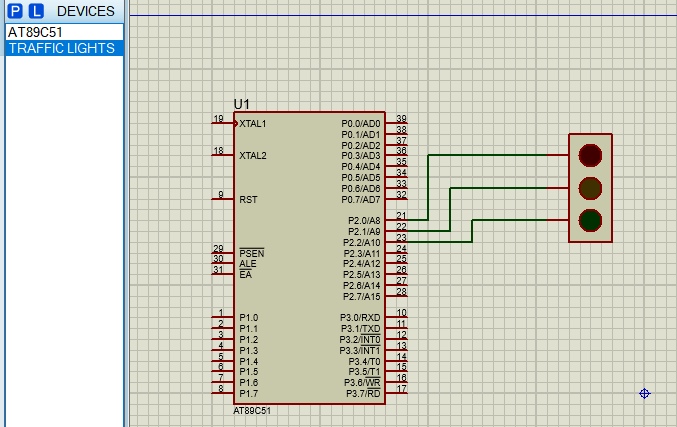 P L DEVICES
AT89C51
TRAFFIC LIGHTS
U1
19 XTAL1 P0.0/AD0 39
P0.1/AD1 38
P0.2/AD2 37
18 XTAL2 P0.3/AD3 36
P0.4/AD4 35
P0.5/AD5 34
P0.6/AD6 33
9 RST P0.7/AD7 32
P2.0/A8 21
P2.1/A9 22
P2.2/A10 23
29 PSEN P2.3/A11 24
30 ALE P2.4/A12 25
31 EA P2.5/A13 26
P2.6/A14 27
P2.7/A15 28
1 P1.0 P3.0/RXD 10
2 P1.1 P3.1/TXD 11
3 P1.2 P3.2/INT0 12
4 P1.3 P3.3/INT1 13
5 P1.4 P3.4/T0 14
6 P1.5 P3.5/T1 15
7 P1.6 P3.6/WR 16
8 P1.7 P3.7/RD 17
AT89C51